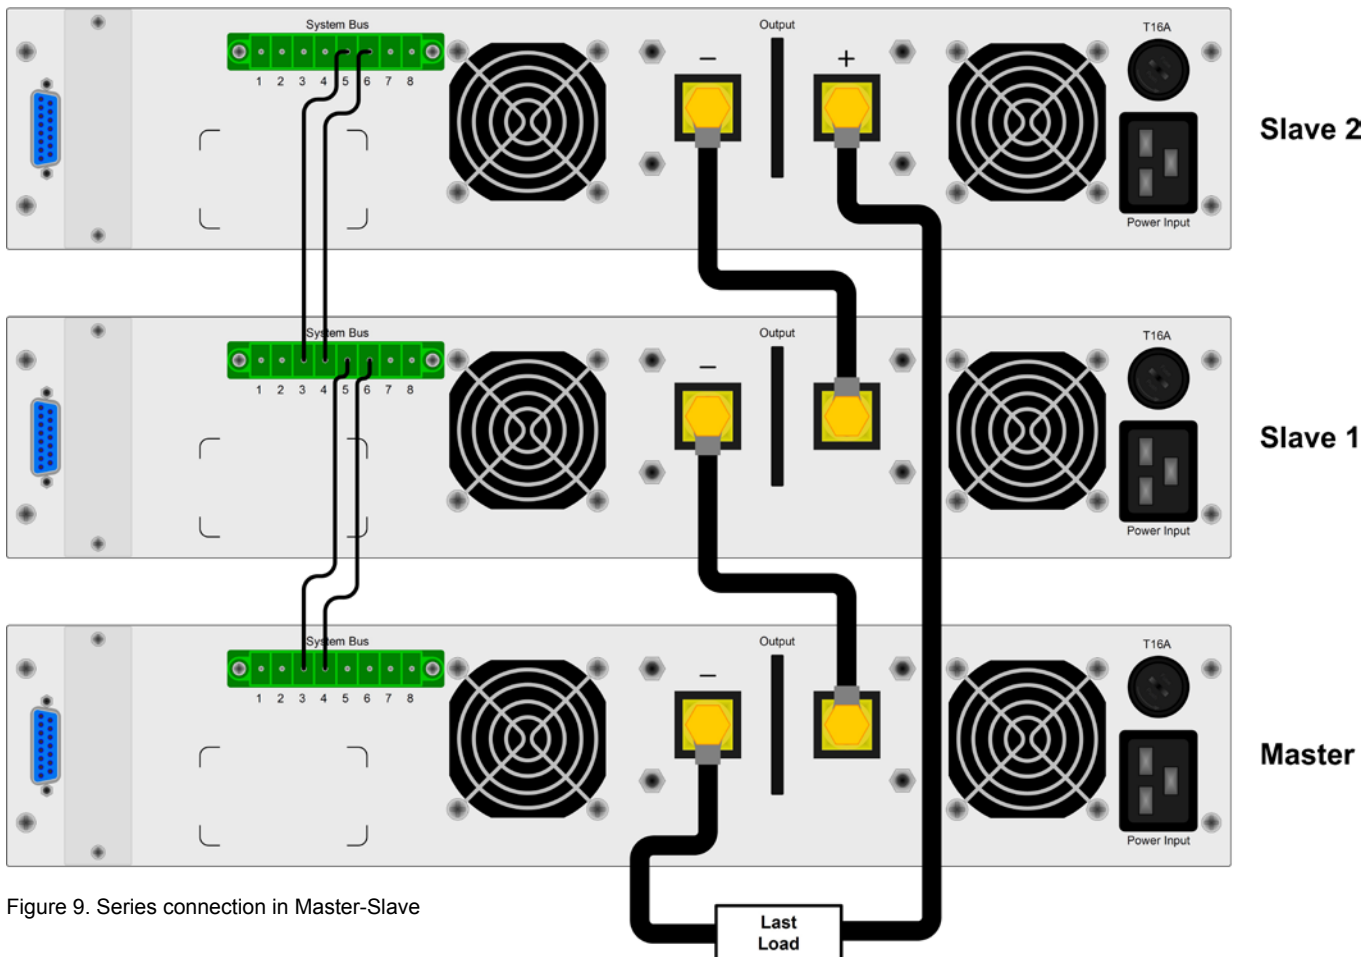 System Bus
Output
T16A
− +
1 2 3 4 5 6 7 8
Slave 2
Power Input
System Bus
Output
T16A
−
1 2 3 4 5 6 7 8
Slave 1
Power Input
System Bus
Output
T16A
−
1 2 3 4 5 6 7 8
Master
Power Input
Figure 9. Series connection in Master-Slave
Last
Load